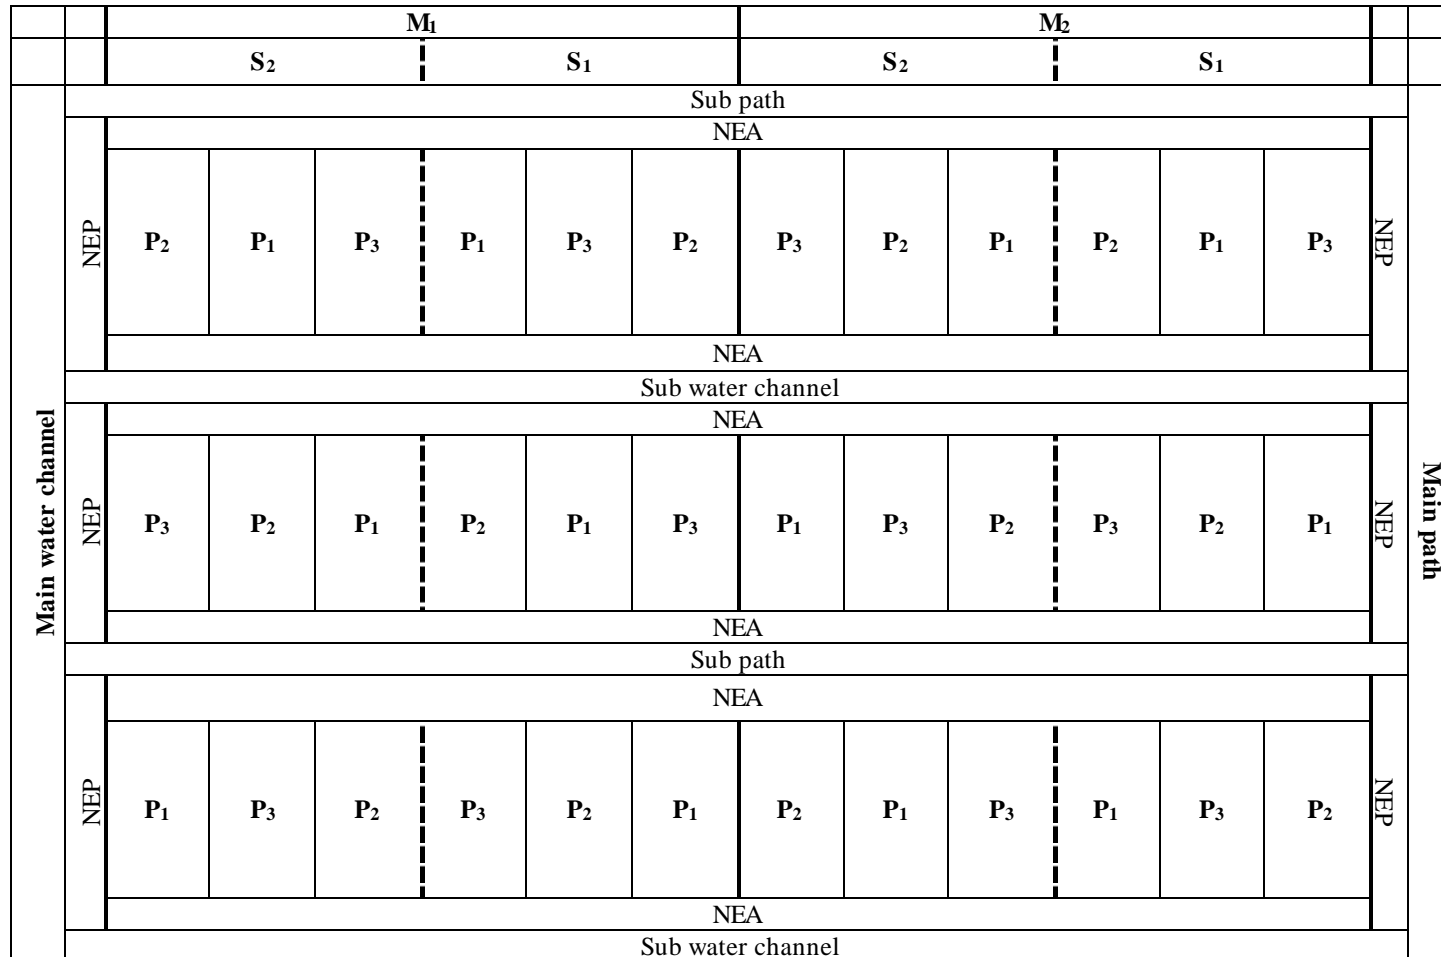 M₁ M₂
S₂ S₁ S₂ S₁
Sub path
NEA
NEP P₂ P₁ P₃ P₁ P₃ P₂ P₃ P₂ P₁ P₂ P₁ P₃ NEP
NEA
Sub water channel
NEA
Main water channel NEP P₃ P₂ P₁ P₂ P₁ P₃ P₁ P₃ P₂ P₃ P₂ P₁ NEP Main path
NEA
Sub path
NEA
NEP P₁ P₃ P₂ P₃ P₂ P₁ P₂ P₁ P₃ P₁ P₃ P₂ NEP
NEA
Sub water channel